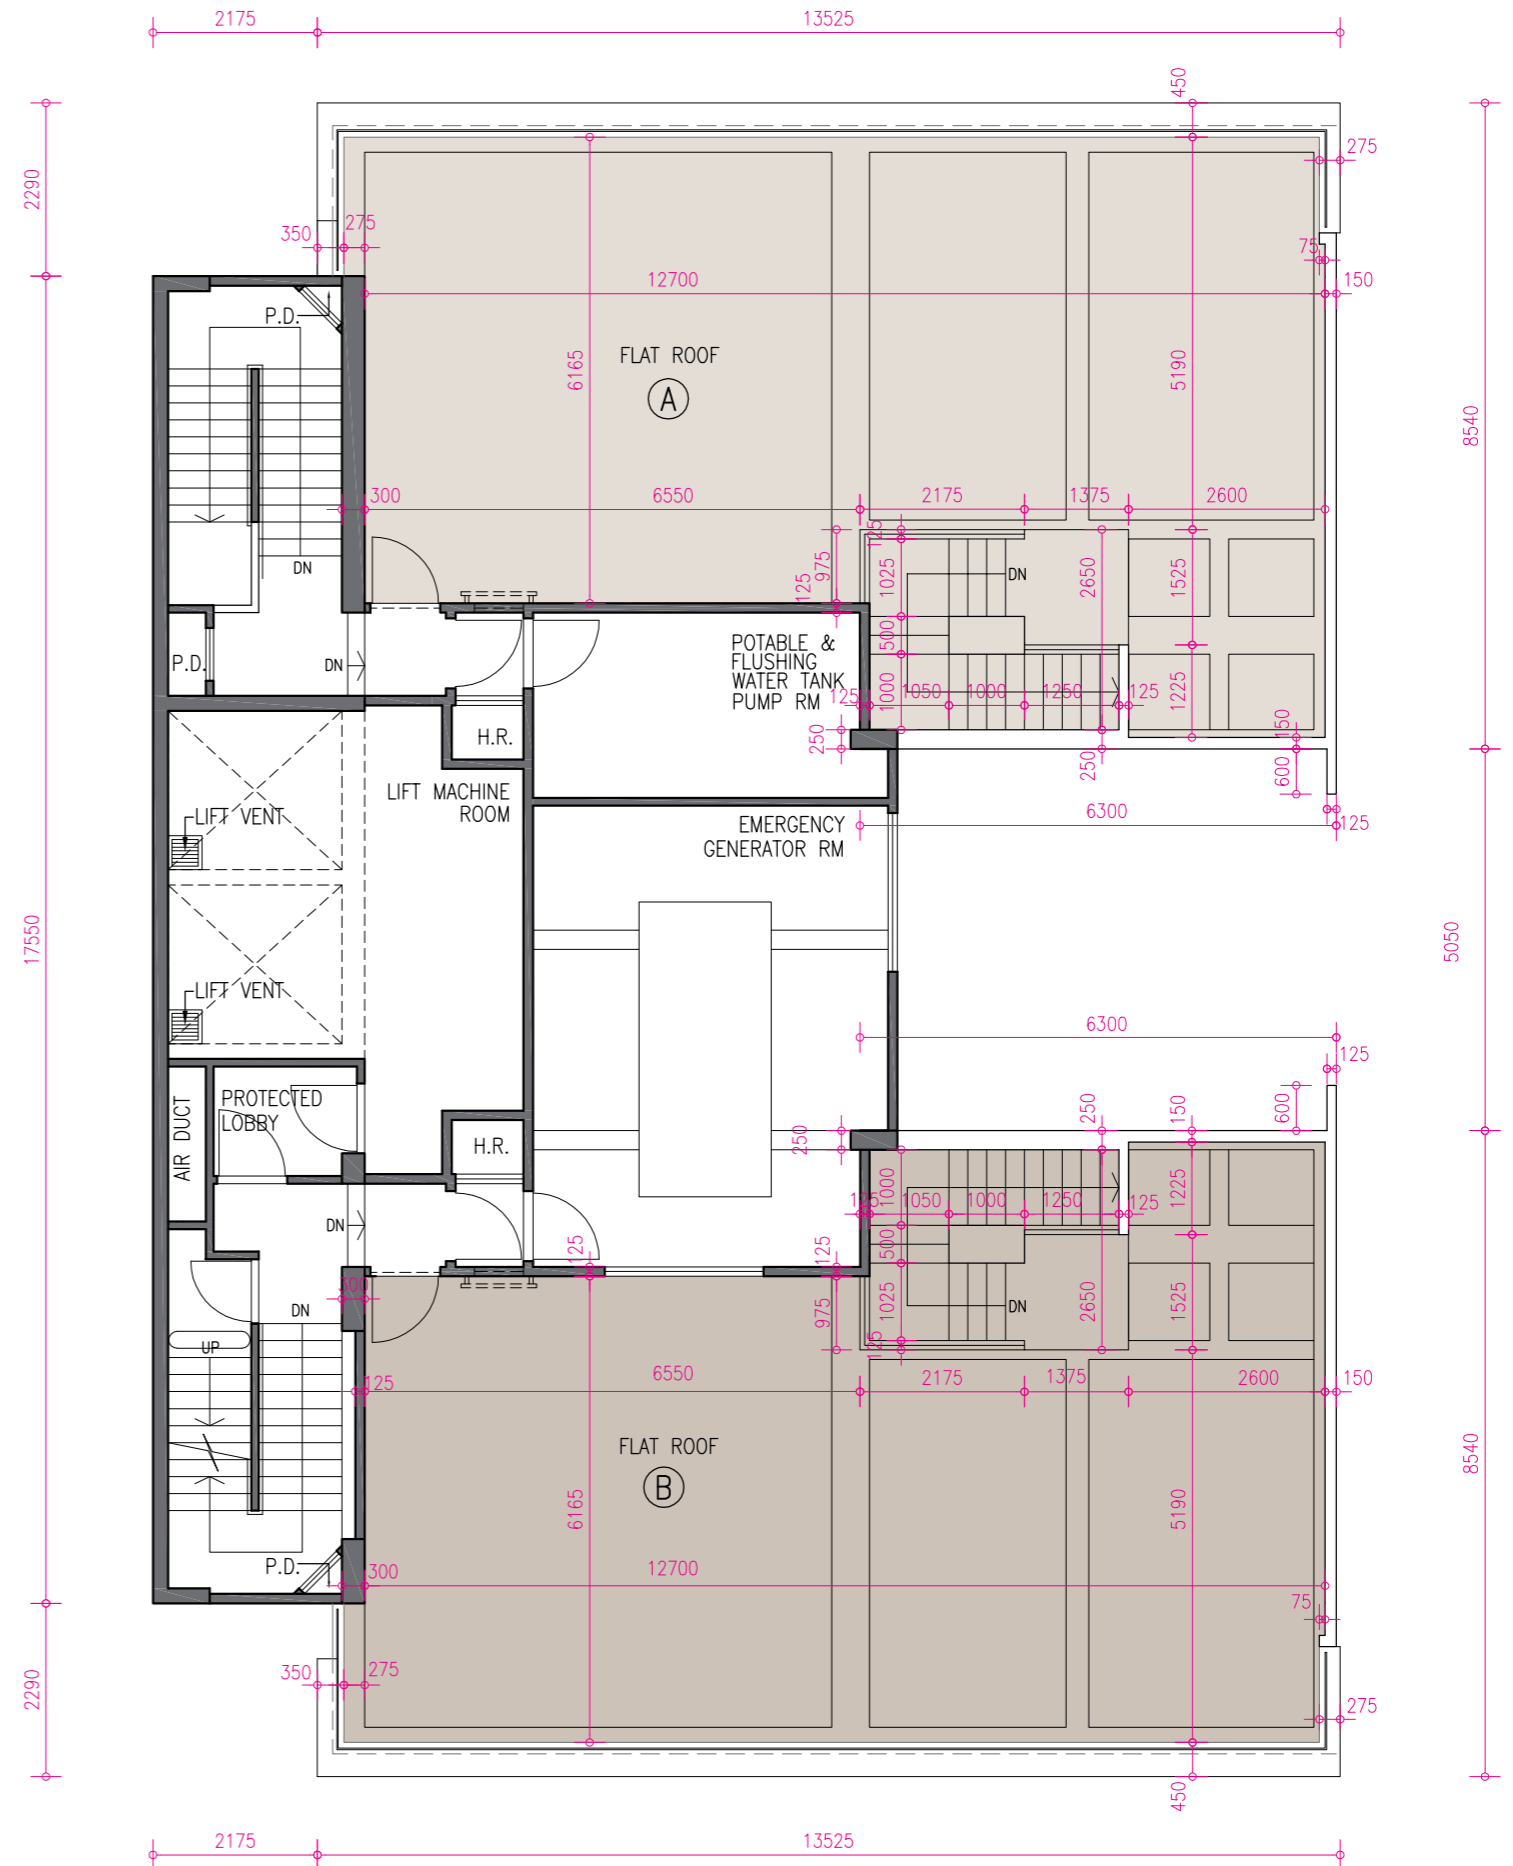 2175
13525
450
2290
275
275
350
75
12700
150
P.D.
FLAT ROOF
A
6165
5190
8540
300
6550
2175
1375
2600
125
975
1025
DN
2650
1525
125
DN
500
P.D.
DN
POTABLE &
FLUSHING
WATER TANK
PUMP RM
125
1000
1050
1000
1250
125
1225
H.R.
250
250
150
600
LIFT MACHINE
ROOM
LIFT VENT
EMERGENCY
GENERATOR RM
6300
125
17550
5050
LIFT VENT
6300
125
PROTECTED
LOBBY
AIR DUCT
H.R.
250
250
150
600
1000
125
1050
1000
1250
125
1225
DN
500
125
125
300
DN
975
1025
DN
2650
1525
UP
125
125
6550
2175
1375
2600
150
FLAT ROOF
B
6165
5190
8540
P.D.
300
12700
75
2290
350
275
275
450
2175
13525